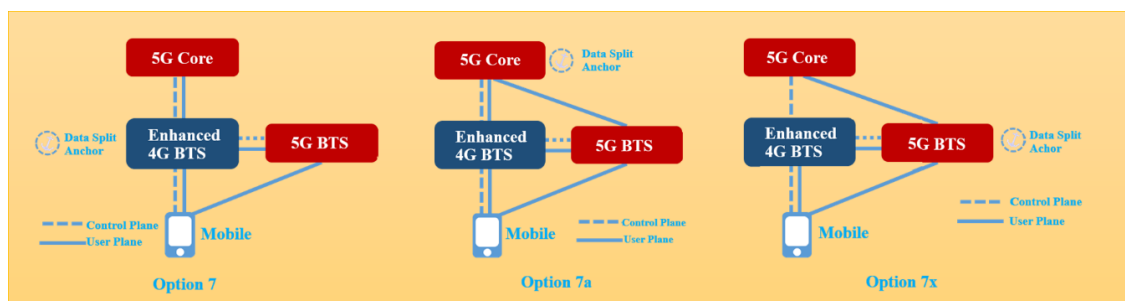 5G Core
Data Split
Anchor
Enhanced
4G BTS
5G BTS
Control Plane
User Plane
Mobile
Option 7
5G Core
Data Split
Anchor
Enhanced
4G BTS
5G BTS
Control Plane
User Plane
Mobile
Option 7a
5G Core
Enhanced
4G BTS
5G BTS
Data Split
Achor
Control Plane
User Plane
Mobile
Option 7x